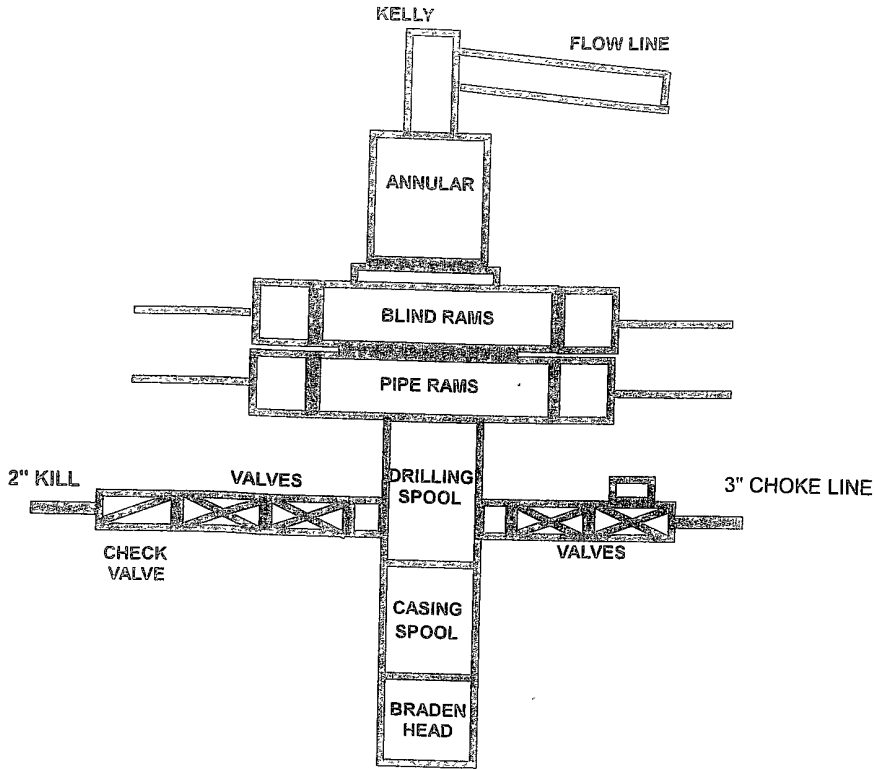 KELLY
FLOW LINE
ANNULAR
BLIND RAMS
PIPE RAMS
2" KILL
VALVES
DRILLING
SPOOL
3" CHOKE LINE
CHECK
VALVE
VALVES
CASING
SPOOL
BRADEN
HEAD